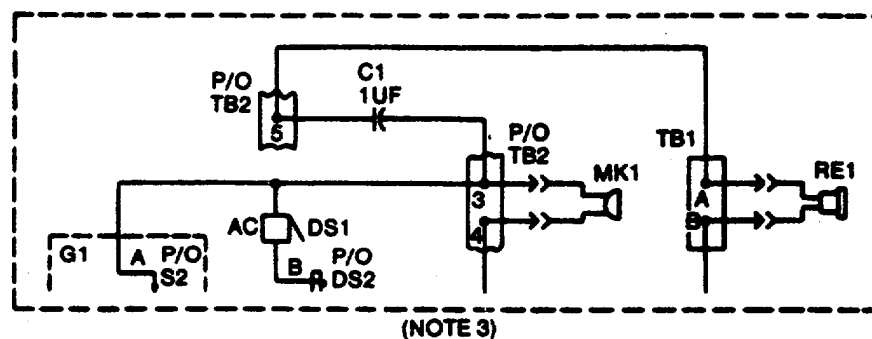 P/O
TB2
5
C1
1UF
P/O
TB2
3
4
MK1
TB1
A
B
RE1
AC
DS1
B
P/O
DS2
G1
A
P/O
S2
(NOTE 3)